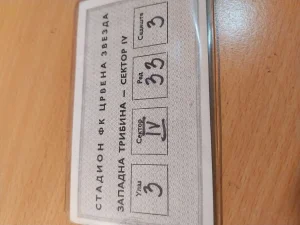 СТАДИОН ФК ЦРВЕНА ЗВЕЗДА
ЗАПАДНА ТРИБИНА — СЕКТОР IV
Улаз Сектор Ред Седиште
3 IV 33 3